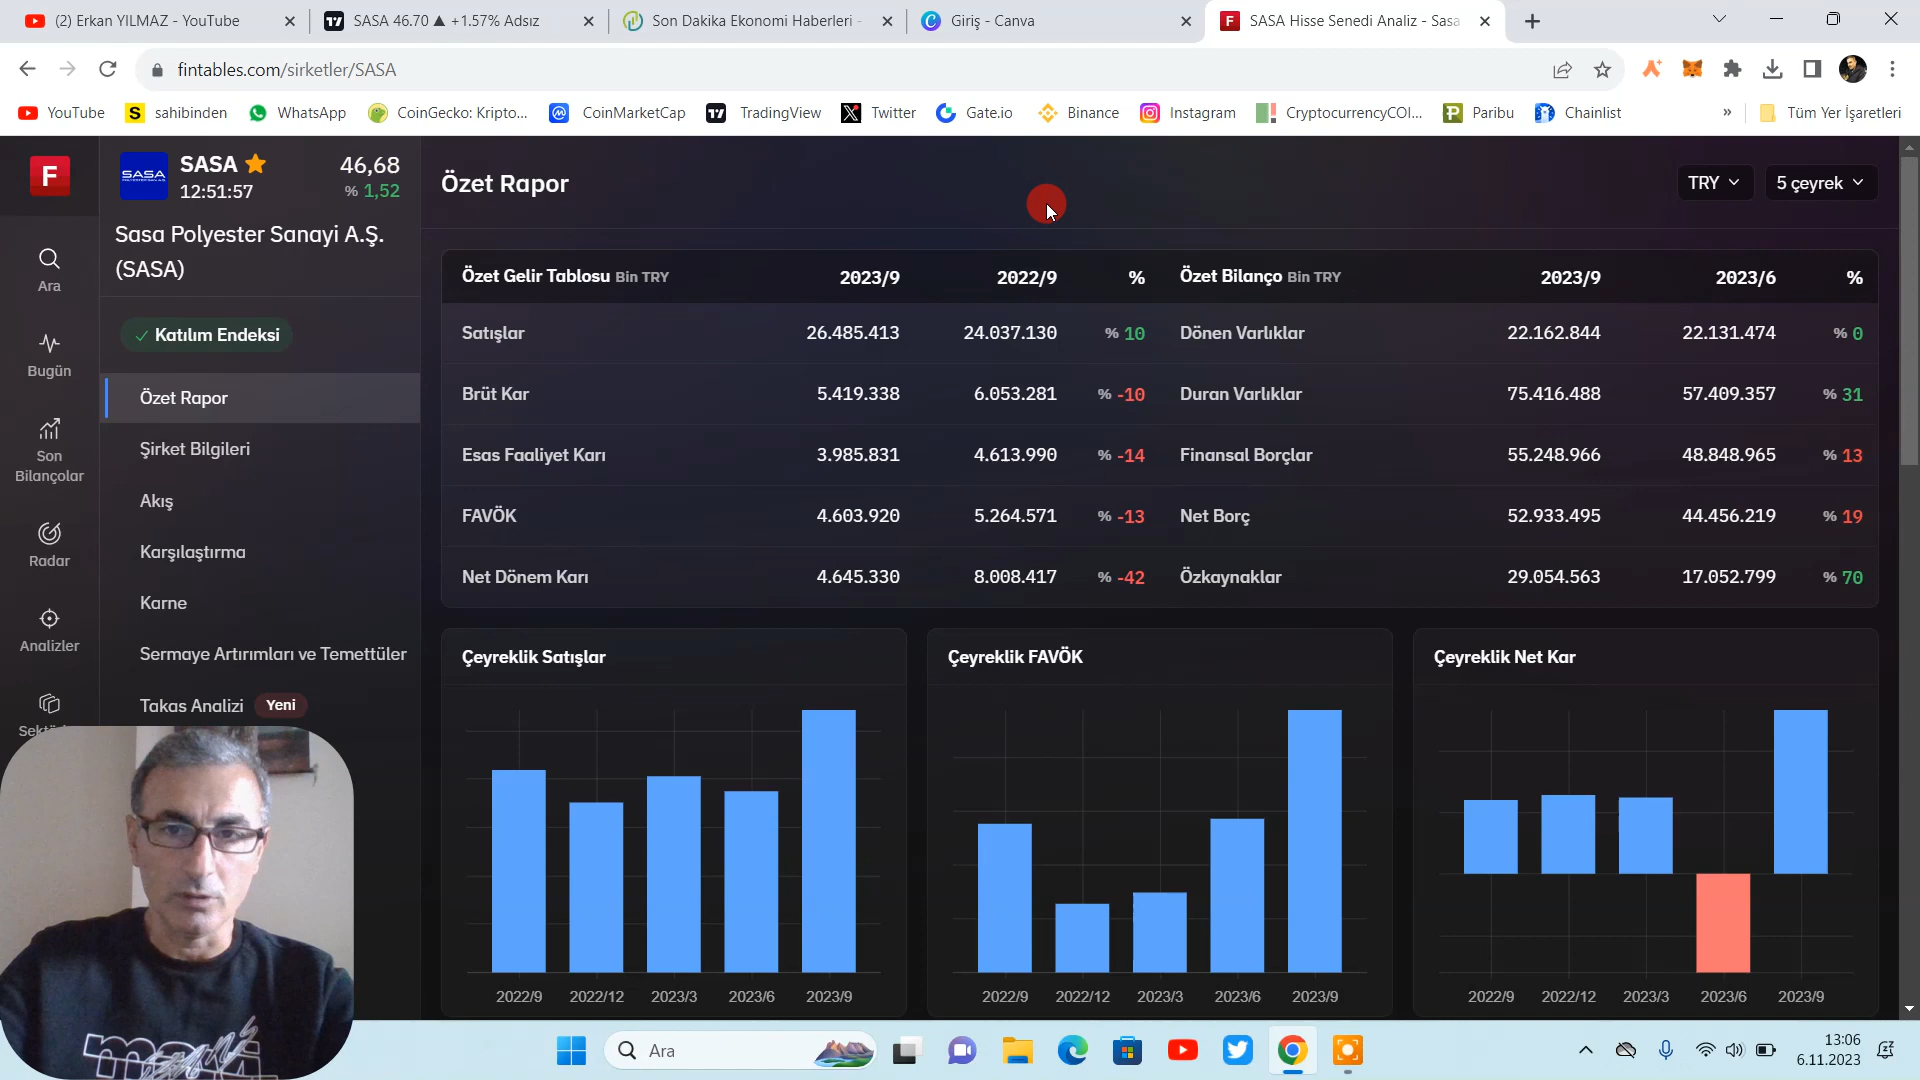 (2) Erkan YILMAZ - YouTube
SASA 46.70 ▲ +1.57% Adsız
Son Dakika Ekonomi Haberleri -
Giriş - Canva
SASA Hisse Senedi Analiz - Sasa
fintables.com/sirketler/SASA
YouTube
sahibinden
WhatsApp
CoinGecko: Kripto...
CoinMarketCap
TradingView
Twitter
Gate.io
Binance
Instagram
CryptocurrencyCOI...
Paribu
Chainlist
»
Tüm Yer İşaretleri
F
Ara
Bugün
Son
Bilançolar
Radar
Analizler
SASA
SASA
46,68
12:51:57
% 1,52
Sasa Polyester Sanayi A.Ş.
(SASA)
Katılım Endeksi
Özet Rapor
Şirket Bilgileri
Akış
Karşılaştırma
Karne
Sermaye Artırımları ve Temettüler
Takas Analizi Yeni
Özet Rapor
TRY
5 çeyrek
Özet Gelir Tablosu Bin TRY 2023/9 2022/9 %
Satışlar 26.485.413 24.037.130 % 10
Brüt Kar 5.419.338 6.053.281 % -10
Esas Faaliyet Karı 3.985.831 4.613.990 % -14
FAVÖK 4.603.920 5.264.571 % -13
Net Dönem Karı 4.645.330 8.008.417 % -42
Özet Bilanço Bin TRY 2023/9 2023/6 %
Dönen Varlıklar 22.162.844 22.131.474 % 0
Duran Varlıklar 75.416.488 57.409.357 % 31
Finansal Borçlar 55.248.966 48.848.965 % 13
Net Borç 52.933.495 44.456.219 % 19
Özkaynaklar 29.054.563 17.052.799 % 70
Çeyreklik Satışlar
2022/9 2022/12 2023/3 2023/6 2023/9
Çeyreklik FAVÖK
2022/9 2022/12 2023/3 2023/6 2023/9
Çeyreklik Net Kar
2022/9 2022/12 2023/3 2023/6 2023/9
Ara
13:06
6.11.2023